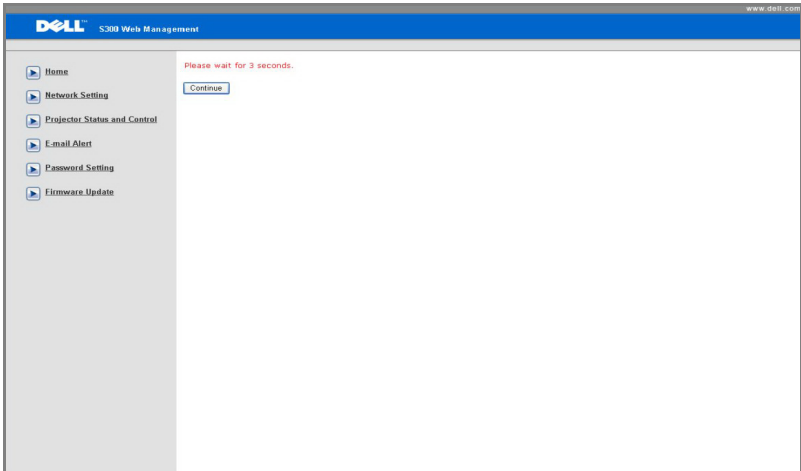 www.dell.com
DELL™ S300 Web Management
Home
Network Setting
Projector Status and Control
E-mail Alert
Password Setting
Firmware Update
Please wait for 3 seconds.
Continue